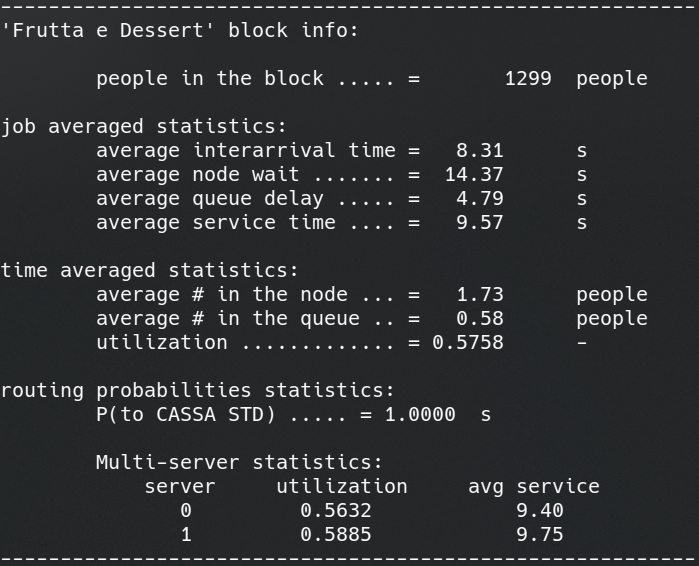 ----------------------------------------------------------
'Frutta e Dessert' block info:
people in the block ..... = 1299 people
job averaged statistics:
average interarrival time = 8.31 s
average node wait ....... = 14.37 s
average queue delay ..... = 4.79 s
average service time .... = 9.57 s
time averaged statistics:
average # in the node ... = 1.73 people
average # in the queue .. = 0.58 people
utilization ............. = 0.5758 -
routing probabilities statistics:
P(to CASSA STD) ..... = 1.0000 s
Multi-server statistics:
server utilization avg service
0 0.5632 9.40
1 0.5885 9.75
----------------------------------------------------------